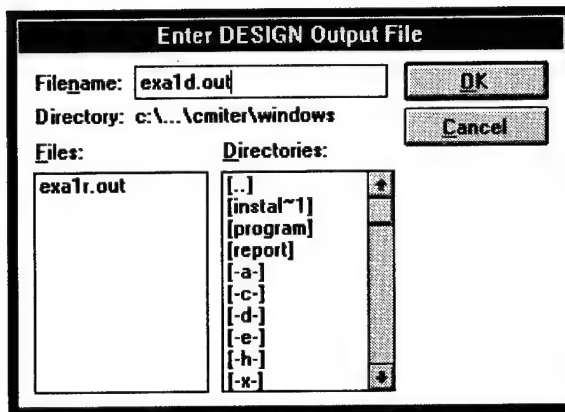 Enter DESIGN Output File
Filename: exa1d.out
OK
Directory: c:\...\cmiter\windows
Cancel
Files:
Directories:
exa1r.out
[..]
[instal~1]
[program]
[report]
[-a-]
[-c-]
[-d-]
[-e-]
[-h-]
[-x-]